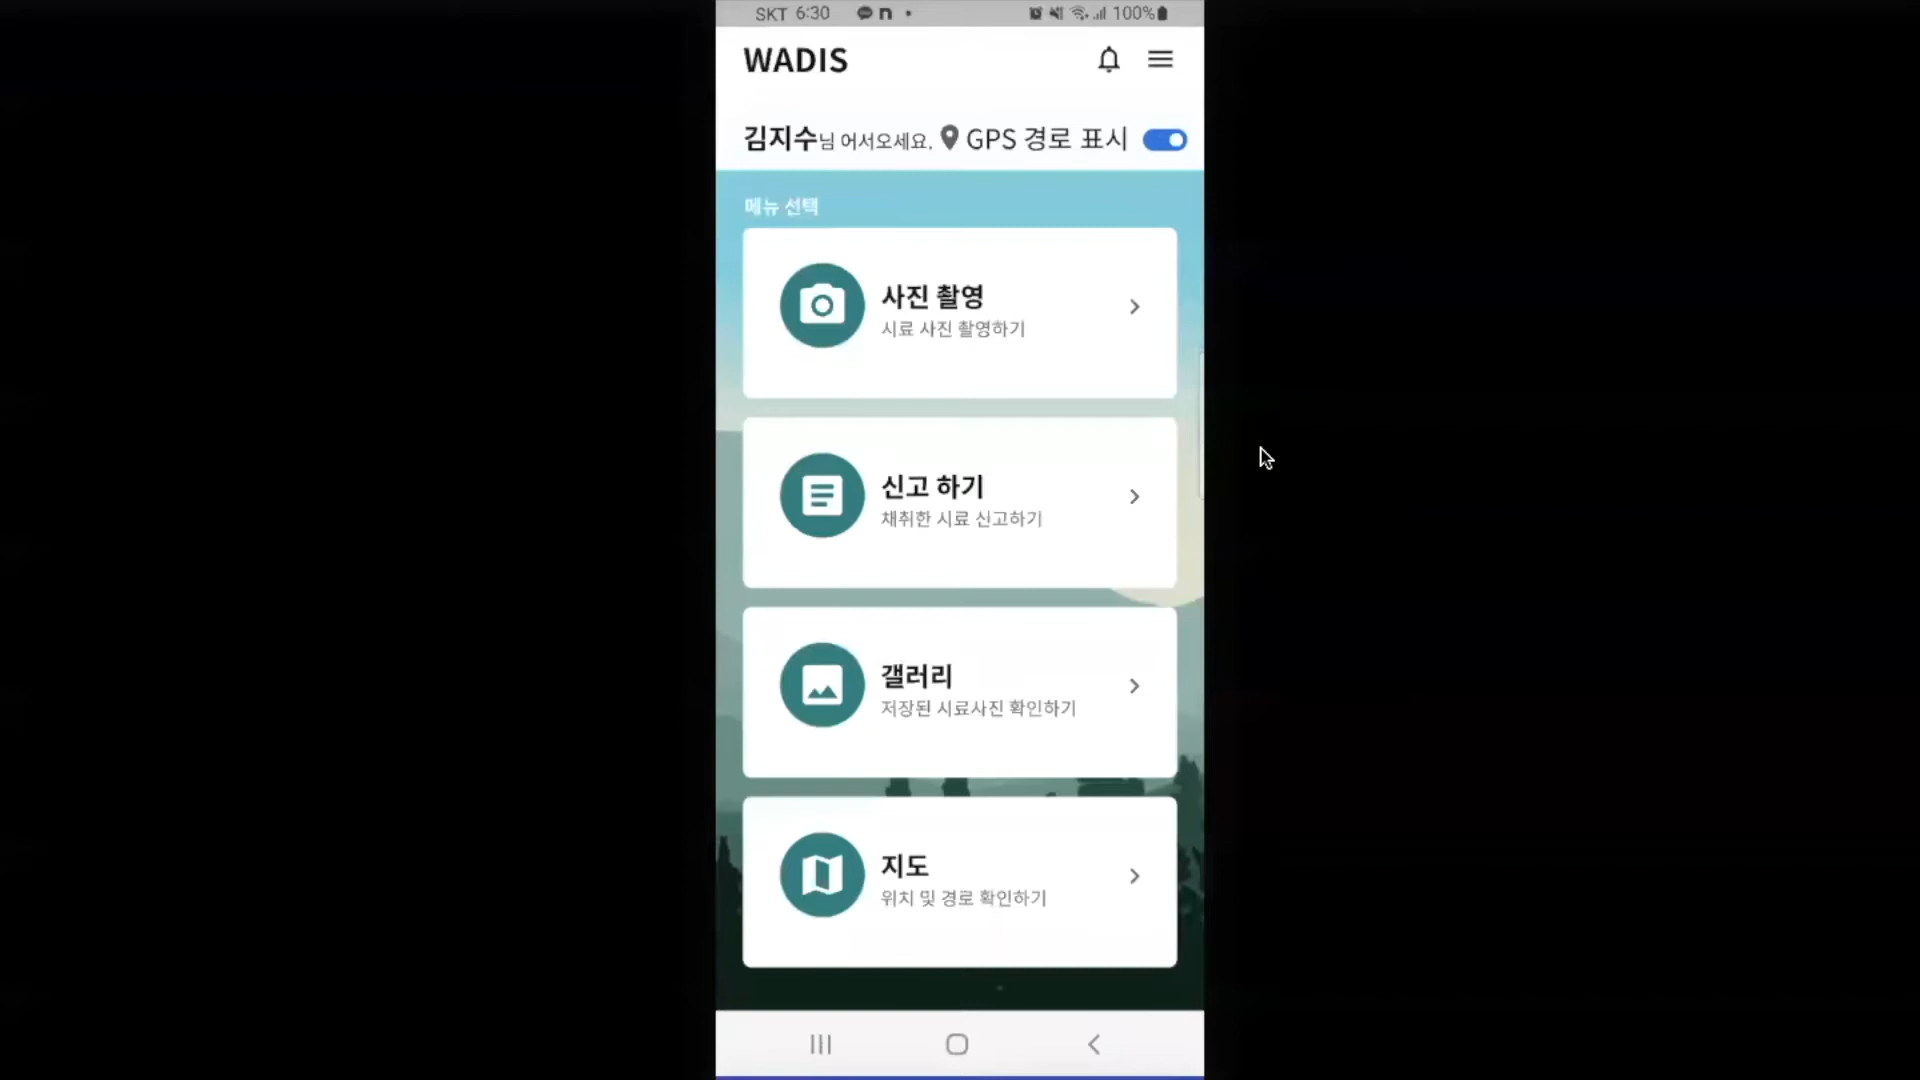 SKT 6:30 100%
WADIS
김지수님 어서오세요. GPS 경로 표시
메뉴 선택
사진 촬영
시료 사진 촬영하기
신고 하기
채취한 시료 신고하기
갤러리
저장된 시료사진 확인하기
지도
위치 및 경로 확인하기